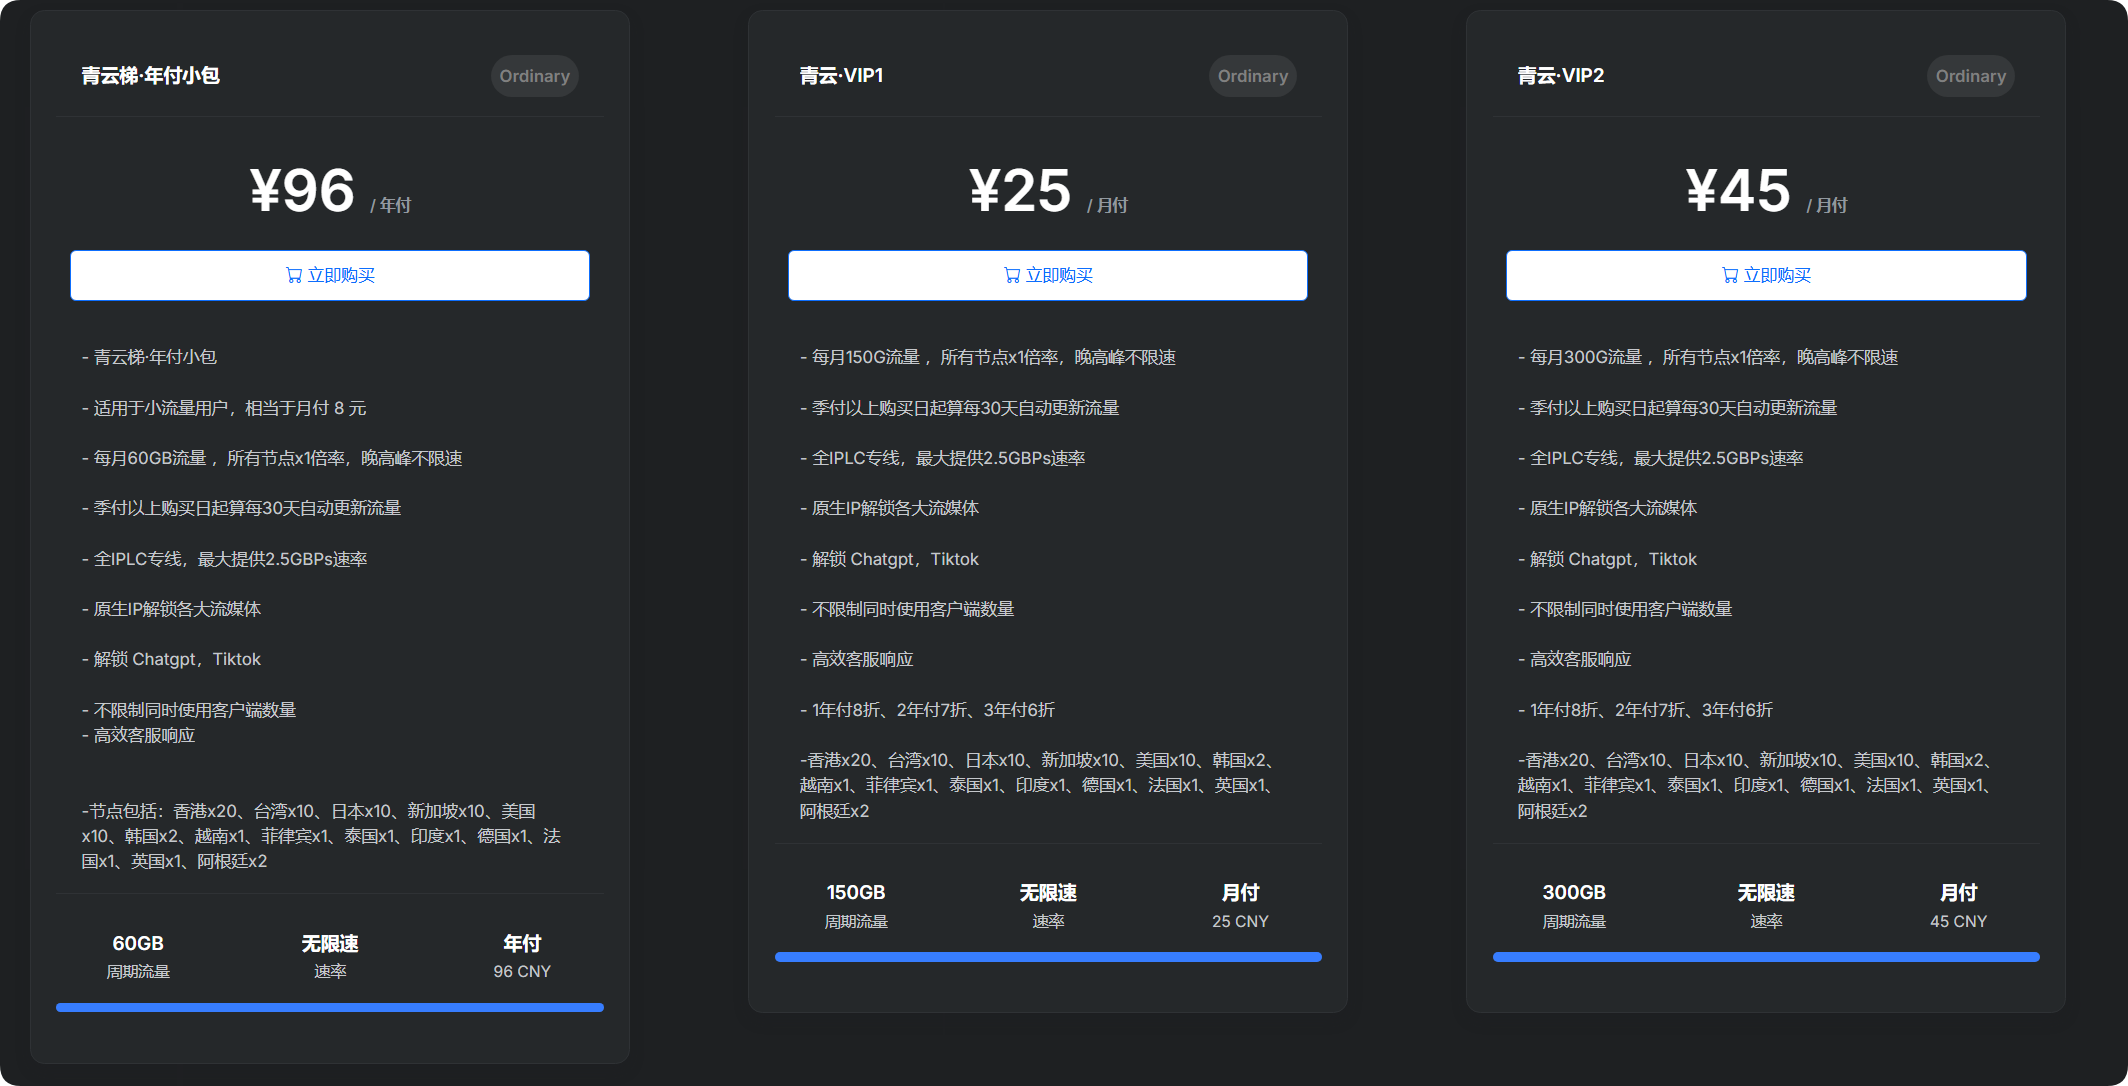 青云梯·年付小包
Ordinary
¥96 / 年付
立即购买
- 青云梯·年付小包
- 适用于小流量用户，相当于月付 8 元
- 每月60GB流量 ，所有节点x1倍率，晚高峰不限速
- 季付以上购买日起算每30天自动更新流量
- 全IPLC专线，最大提供2.5GBPs速率
- 原生IP解锁各大流媒体
- 解锁 Chatgpt，Tiktok
- 不限制同时使用客户端数量
- 高效客服响应
-节点包括：香港x20、台湾x10、日本x10、新加坡x10、美国
x10、韩国x2、越南x1、菲律宾x1、泰国x1、印度x1、德国x1、法
国x1、英国x1、阿根廷x2
60GB 无限速 年付
周期流量 速率 96 CNY
青云·VIP1
Ordinary
¥25 / 月付
立即购买
- 每月150G流量 ，所有节点x1倍率，晚高峰不限速
- 季付以上购买日起算每30天自动更新流量
- 全IPLC专线，最大提供2.5GBPs速率
- 原生IP解锁各大流媒体
- 解锁 Chatgpt，Tiktok
- 不限制同时使用客户端数量
- 高效客服响应
- 1年付8折、2年付7折、3年付6折
-香港x20、台湾x10、日本x10、新加坡x10、美国x10、韩国x2、
越南x1、菲律宾x1、泰国x1、印度x1、德国x1、法国x1、英国x1、
阿根廷x2
150GB 无限速 月付
周期流量 速率 25 CNY
青云·VIP2
Ordinary
¥45 / 月付
立即购买
- 每月300G流量 ，所有节点x1倍率，晚高峰不限速
- 季付以上购买日起算每30天自动更新流量
- 全IPLC专线，最大提供2.5GBPs速率
- 原生IP解锁各大流媒体
- 解锁 Chatgpt，Tiktok
- 不限制同时使用客户端数量
- 高效客服响应
- 1年付8折、2年付7折、3年付6折
-香港x20、台湾x10、日本x10、新加坡x10、美国x10、韩国x2、
越南x1、菲律宾x1、泰国x1、印度x1、德国x1、法国x1、英国x1、
阿根廷x2
300GB 无限速 月付
周期流量 速率 45 CNY